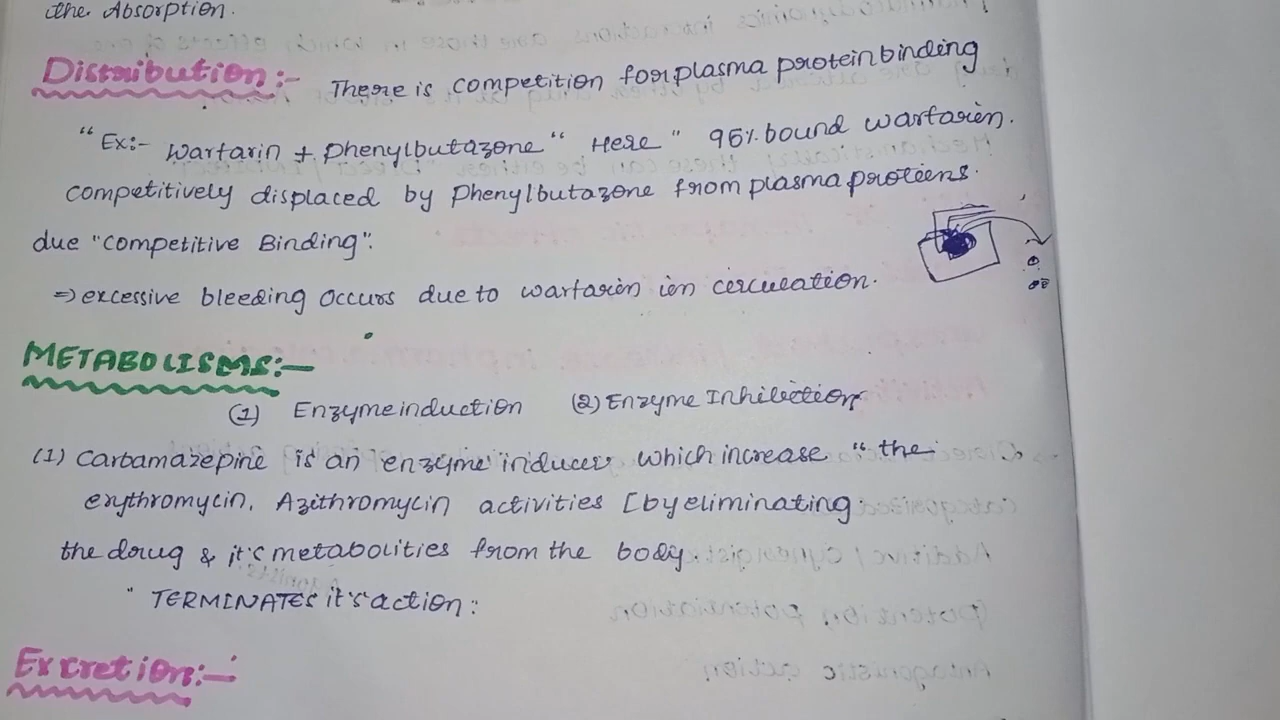 the Absorption.
Distribution:- There is competition for plasma protein binding
"Ex:- Warfarin + Phenylbutazone" Here " 96% bound warfarin.
competitively displaced by Phenylbutazone from plasma proteins.
due "Competitive Binding".
⇒ excessive bleeding occurs due to warfarin in circulation.
METABOLISMS:-
(1) Enzyme induction (2) Enzyme Inhibition
(1) Carbamazepine is an enzyme inducer which increase "the
erythromycin, Azithromycin activities [by eliminating
the drug & it's metabolities from the body.
" TERMINATES it's action:
Excretion:-